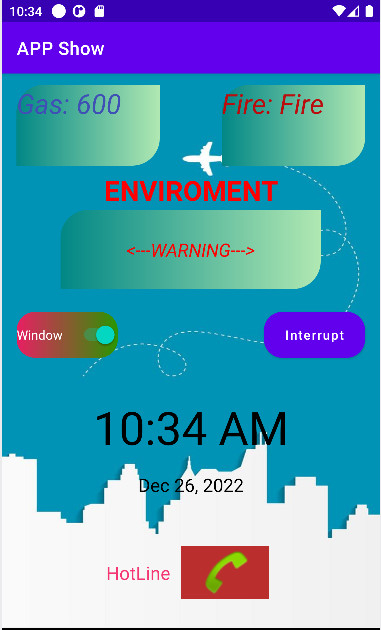 10:34
APP Show
Gas: 600
Fire: Fire
ENVIROMENT
<---WARNING--->
Window
Interrupt
10:34 AM
Dec 26, 2022
HotLine